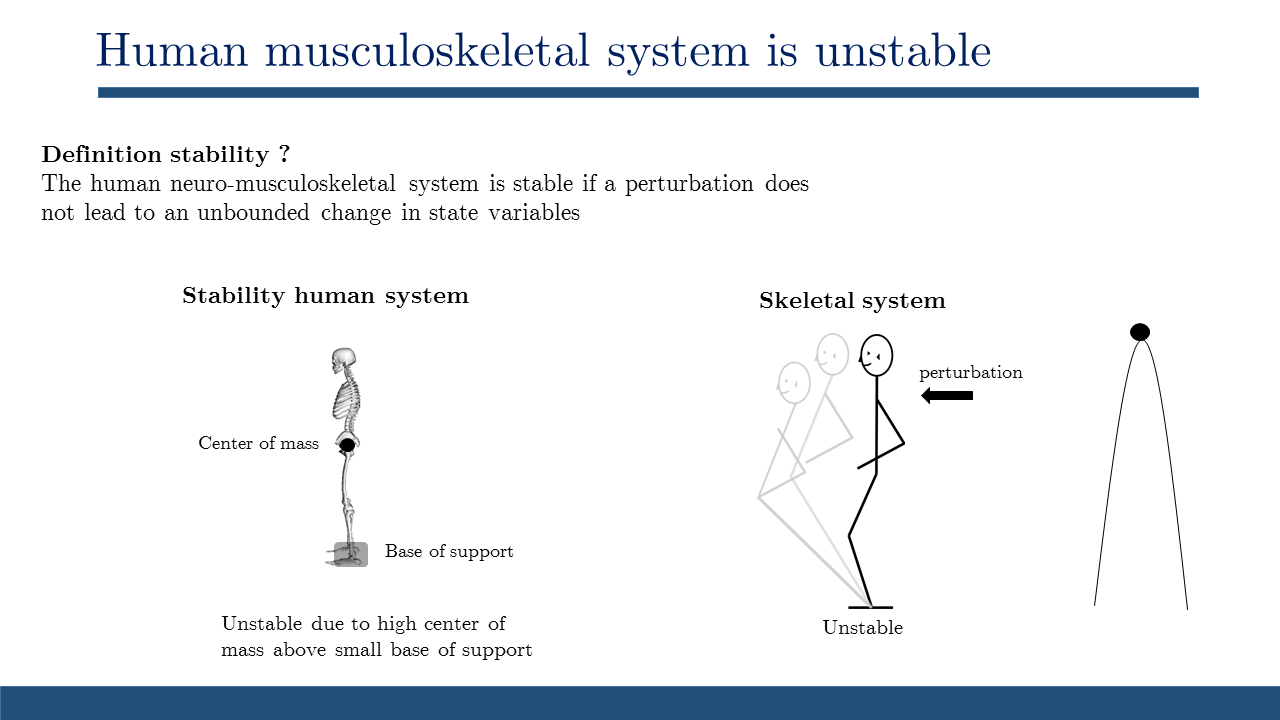 Human musculoskeletal system is unstable
Definition stability ?
The human neuro-musculoskeletal system is stable if a perturbation does
not lead to an unbounded change in state variables
Stability human system
Center of mass
Base of support
Unstable due to high center of
mass above small base of support
Skeletal system
perturbation
Unstable